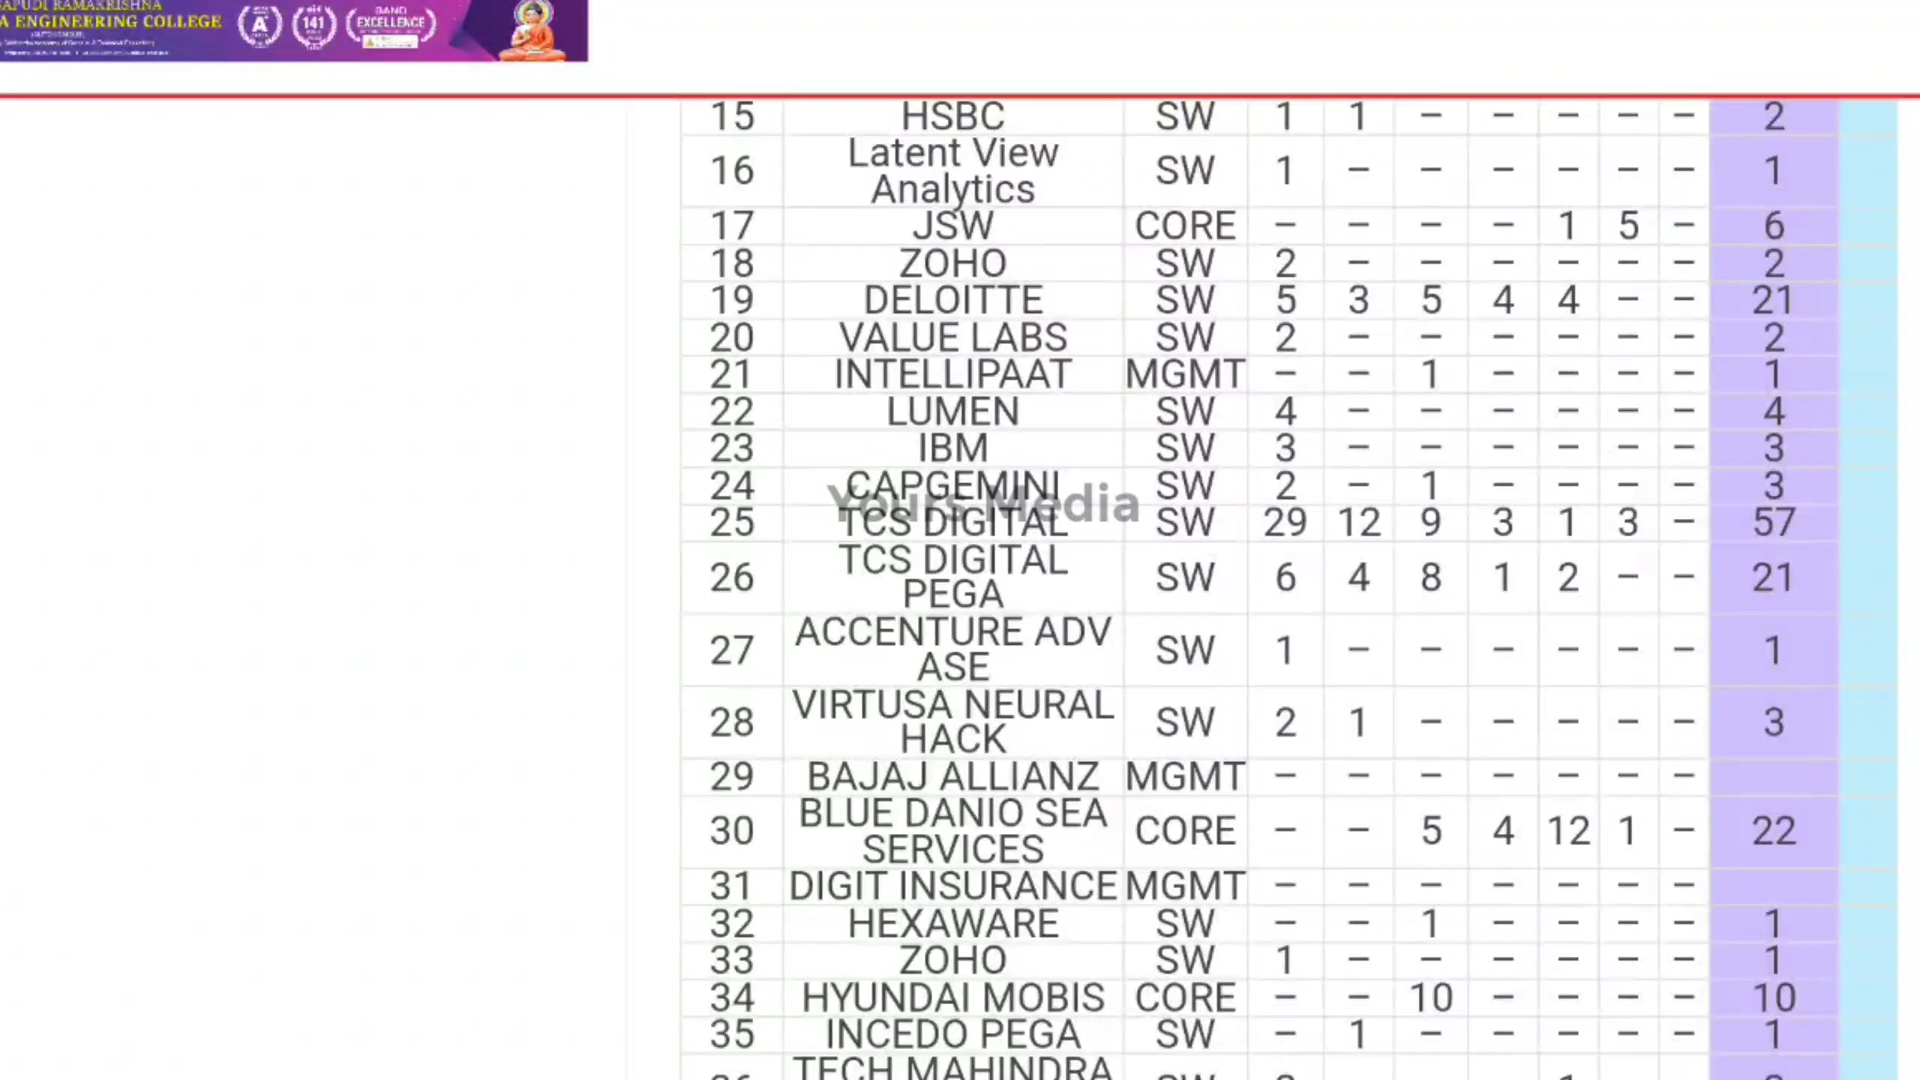 APUDI RAMAKRISHNA
A ENGINEERING COLLEGE
A+
141
BAND
EXCELLENCE
15 HSBC SW 1 1 – – – – – 2
16 Latent View Analytics SW 1 – – – – – – 1
17 JSW CORE – – – – 1 5 – 6
18 ZOHO SW 2 – – – – – – 2
19 DELOITTE SW 5 3 5 4 4 – – 21
20 VALUE LABS SW 2 – – – – – – 2
21 INTELLIPAAT MGMT – – 1 – – – – 1
22 LUMEN SW 4 – – – – – – 4
23 IBM SW 3 – – – – – – 3
24 CAPGEMINI SW 2 – 1 – – – – 3
Yours Media
25 TCS DIGITAL SW 29 12 9 3 1 3 – 57
26 TCS DIGITAL PEGA SW 6 4 8 1 2 – – 21
27 ACCENTURE ADV ASE SW 1 – – – – – – 1
28 VIRTUSA NEURAL HACK SW 2 1 – – – – – 3
29 BAJAJ ALLIANZ MGMT – – – – – – –
30 BLUE DANIO SEA SERVICES CORE – – 5 4 12 1 – 22
31 DIGIT INSURANCE MGMT – – – – – – –
32 HEXAWARE SW – – 1 – – – – 1
33 ZOHO SW 1 – – – – – – 1
34 HYUNDAI MOBIS CORE – – 10 – – – – 10
35 INCEDO PEGA SW – 1 – – – – – 1
TECH MAHINDRA